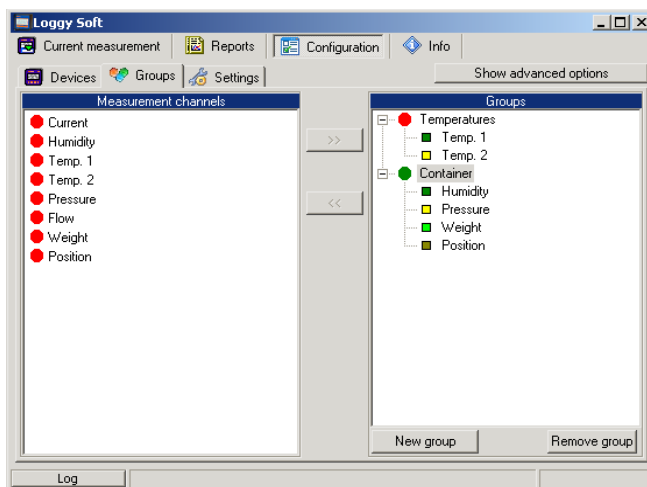 Loggy Soft
Current measurement Reports Configuration Info
Devices Groups Settings Show advanced options
Measurement channels
Current
Humidity
Temp. 1
Temp. 2
Pressure
Flow
Weight
Position
>>
<<
Groups
Temperatures
Temp. 1
Temp. 2
Container
Humidity
Pressure
Weight
Position
New group Remove group
Log